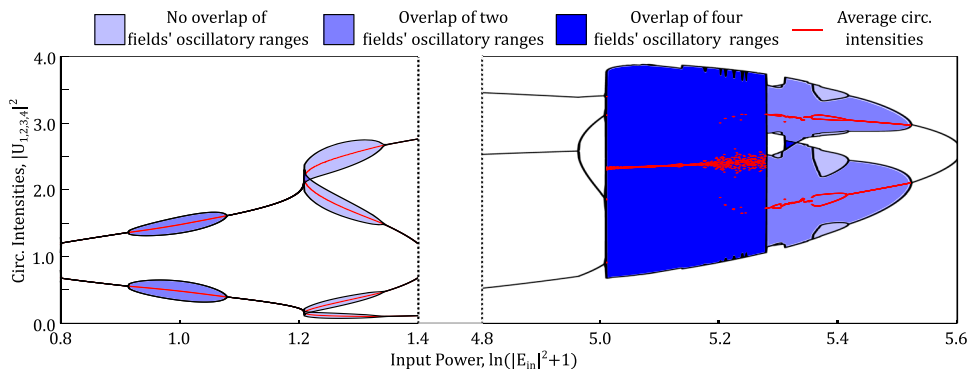 No overlap of
fields' oscillatory ranges
Overlap of two
fields' oscillatory ranges
Overlap of four
fields' oscillatory ranges
Average circ.
intensities
Circ. Intensities, |U1,2,3,4|²
4.0
3.0
2.0
1.0
0.0
0.8 1.0 1.2 1.4 4.8 5.0 5.2 5.4 5.6
Input Power, ln(|Ein|²+1)